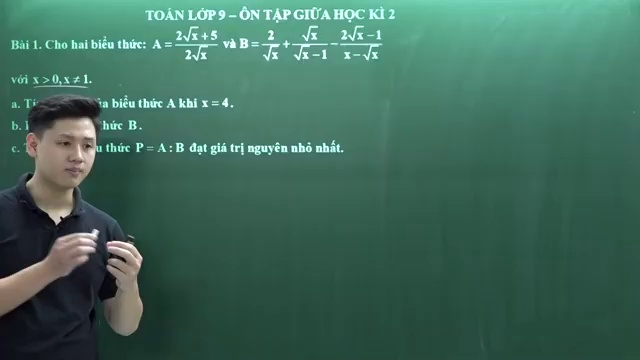 TOÁN LỚP 9 – ÔN TẬP GIỮA HỌC KÌ 2
Bài 1. Cho hai biểu thức: A = (2√x + 5)/(2√x) và B = 2/√x + √x/(√x − 1) − (2√x − 1)/(x − √x)
với x > 0, x ≠ 1.
a. của biểu thức A khi x = 4.
b. thức B.
c. thức P = A : B đạt giá trị nguyên nhỏ nhất.